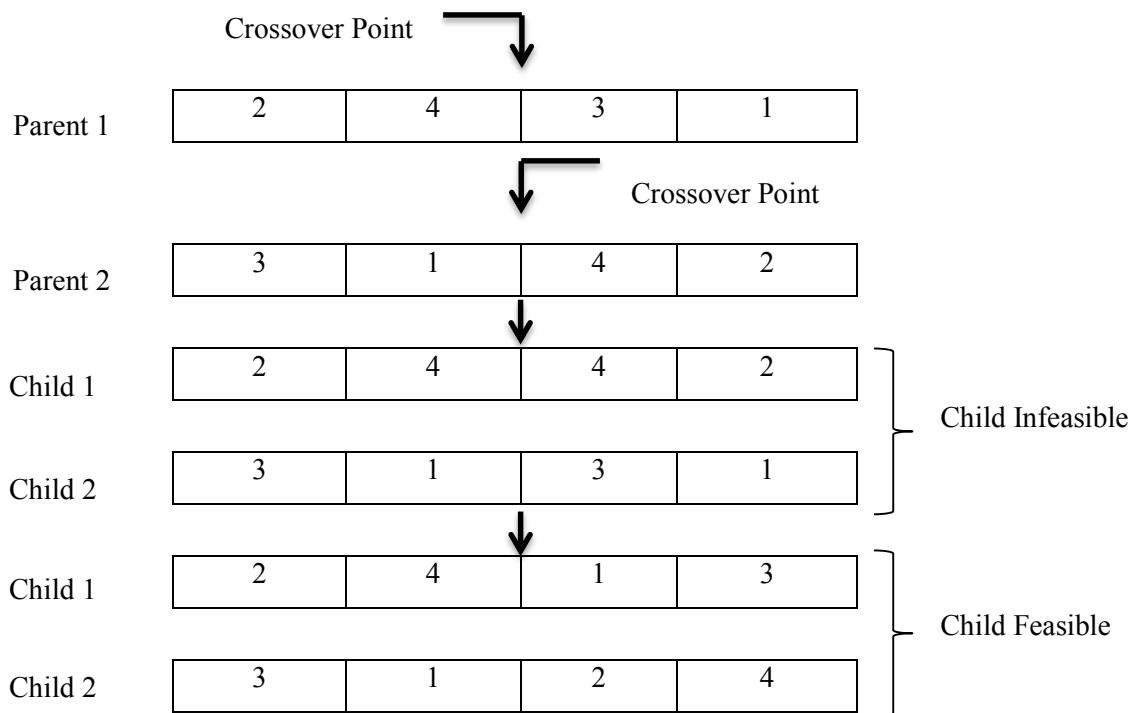 Crossover Point
Parent 1 2 4 3 1
Crossover Point
Parent 2 3 1 4 2
Child 1 2 4 4 2
Child Infeasible
Child 2 3 1 3 1
Child 1 2 4 1 3
Child Feasible
Child 2 3 1 2 4